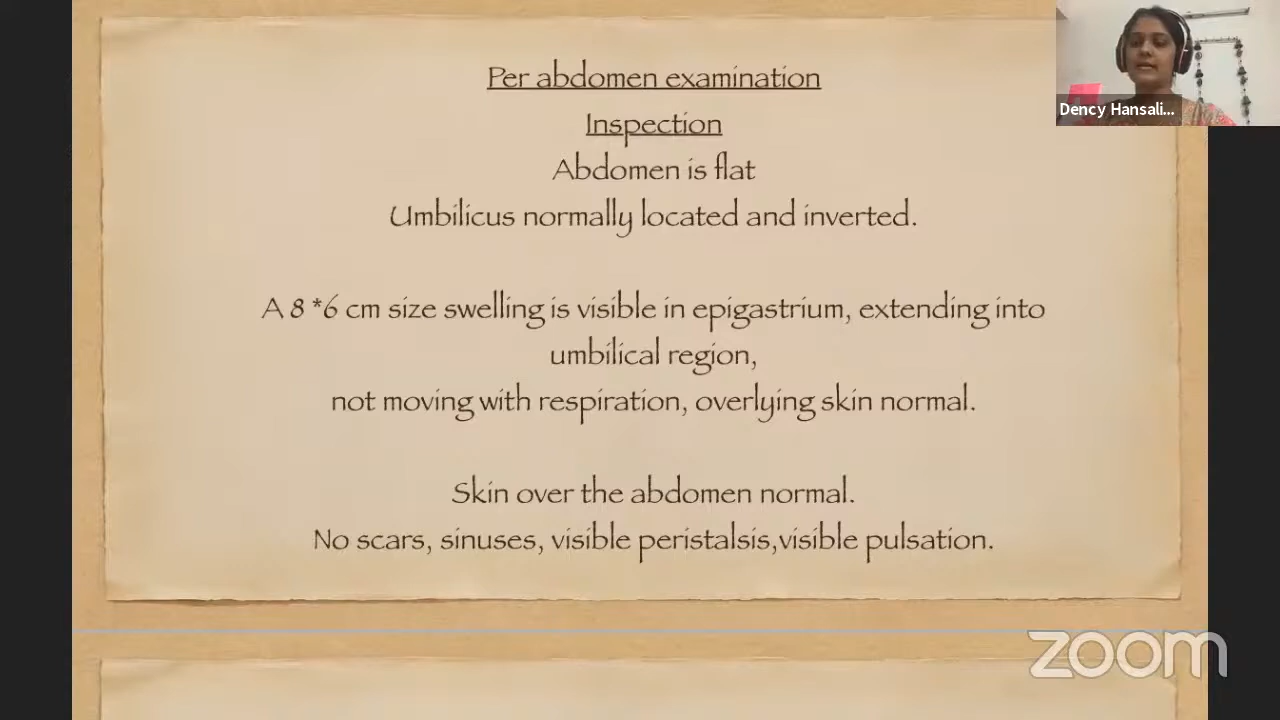 Per abdomen examination
Inspection
Abdomen is flat
Umbilicus normally located and inverted.
A 8 *6 cm size swelling is visible in epigastrium, extending into
umbilical region,
not moving with respiration, overlying skin normal.
Skin over the abdomen normal.
No scars, sinuses, visible peristalsis,visible pulsation.
Dency Hansali...
zoom